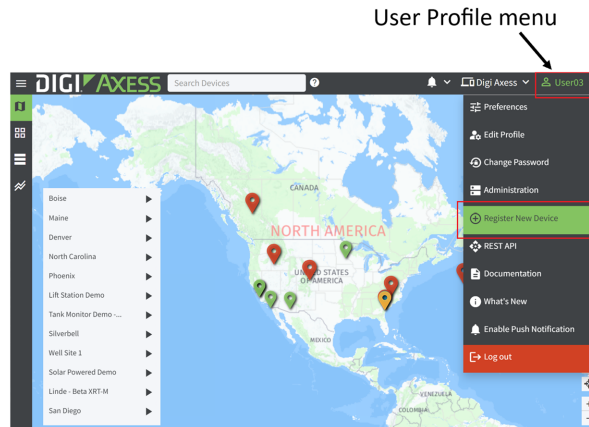 User Profile menu
DIGI AXESS
Search Devices
Digi Axess
User03
Preferences
Edit Profile
Change Password
Administration
Register New Device
REST API
Documentation
What's New
Enable Push Notification
Log out
Boise
Maine
Denver
North Carolina
Phoenix
Lift Station Demo
Tank Monitor Demo -...
Silverbell
Well Site 1
Solar Powered Demo
Linde - Beta XRT-M
San Diego
CANADA
NORTH AMERICA
UNITED STATES
OF AMERICA
MEXICO
VENEZUELA
COLOMBIA